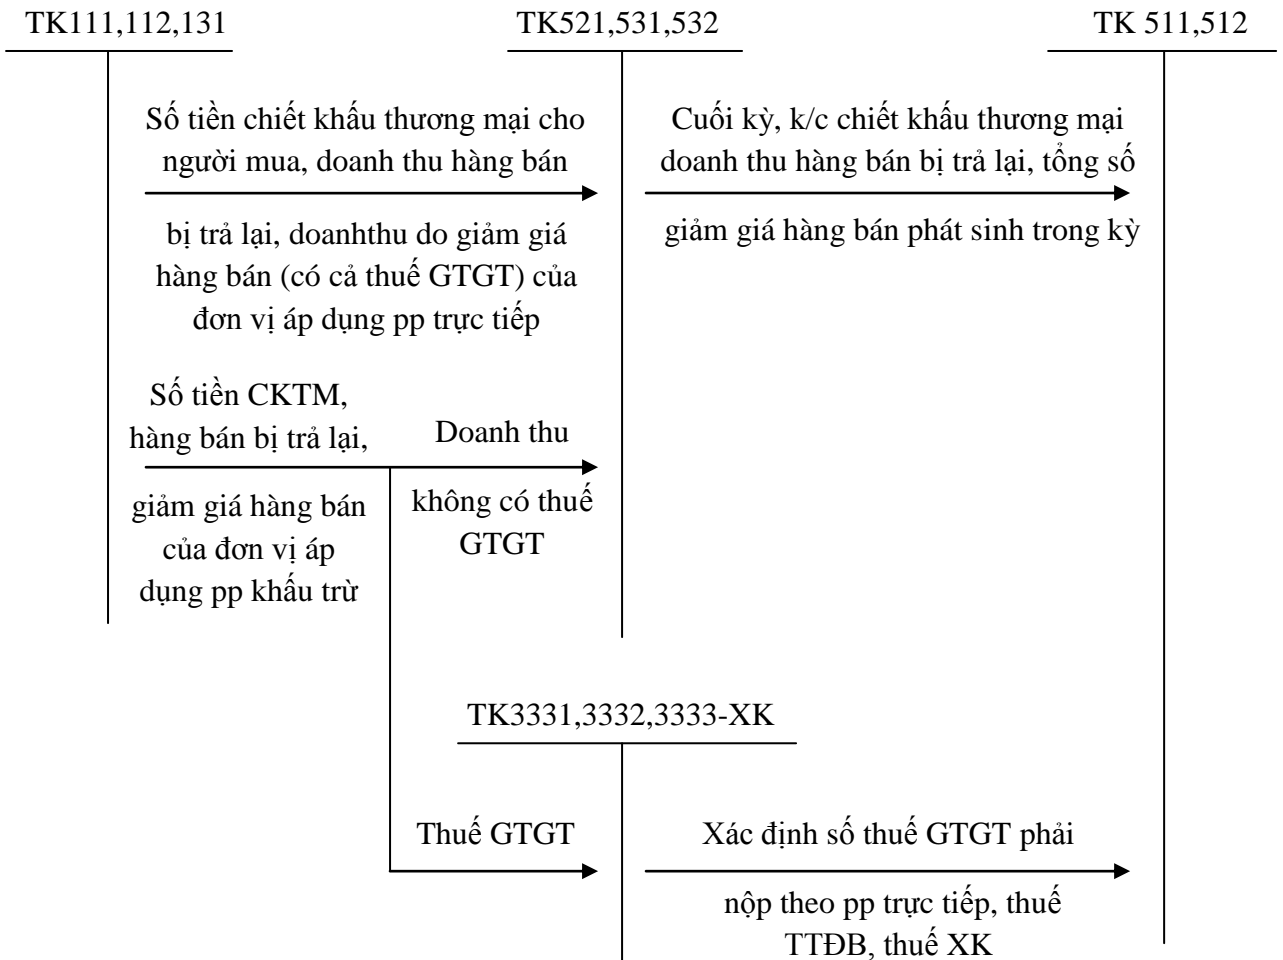 TK111,112,131
TK521,531,532
TK 511,512
Số tiền chiết khấu thương mại cho
người mua, doanh thu hàng bán
bị trả lại, doanhthu do giảm giá
hàng bán (có cả thuế GTGT) của
đơn vị áp dụng pp trực tiếp
Cuối kỳ, k/c chiết khấu thương mại
doanh thu hàng bán bị trả lại, tổng số
giảm giá hàng bán phát sinh trong kỳ
Số tiền CKTM,
hàng bán bị trả lại,
giảm giá hàng bán
của đơn vị áp
dụng pp khấu trừ
Doanh thu
không có thuế
GTGT
TK3331,3332,3333-XK
Thuế GTGT
Xác định số thuế GTGT phải
nộp theo pp trực tiếp, thuế
TTĐB, thuế XK